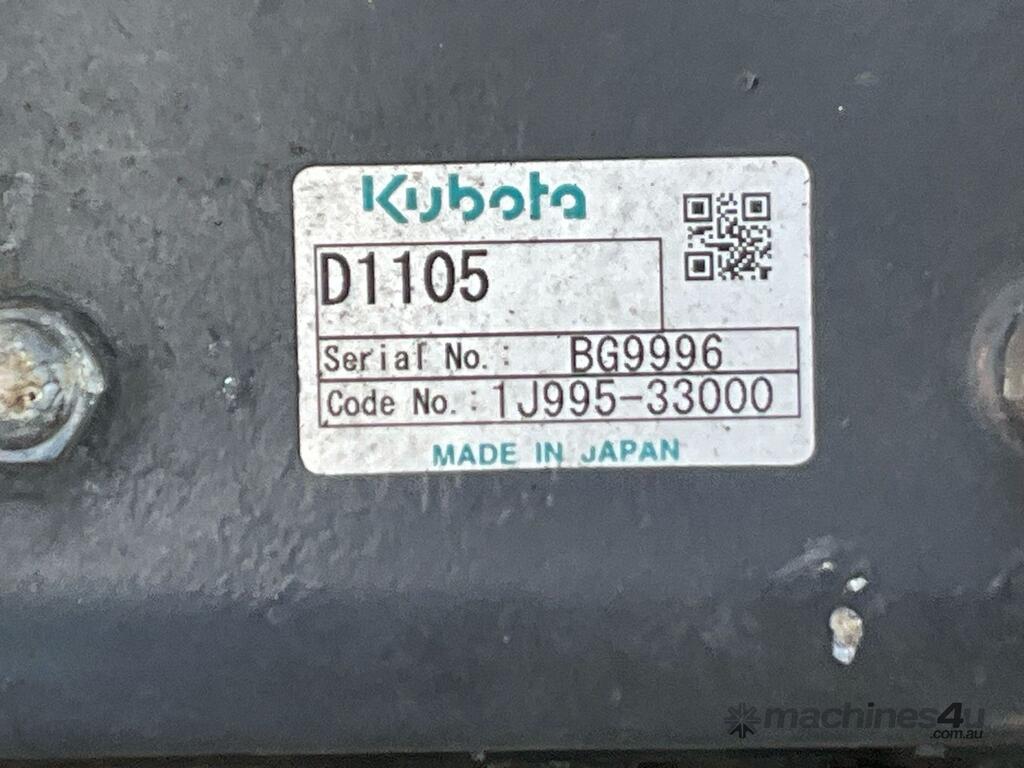 Kubota
D1105
Serial No.: BG9996
Code No.: 1J995-33000
MADE IN JAPAN
machines4u
.com.au